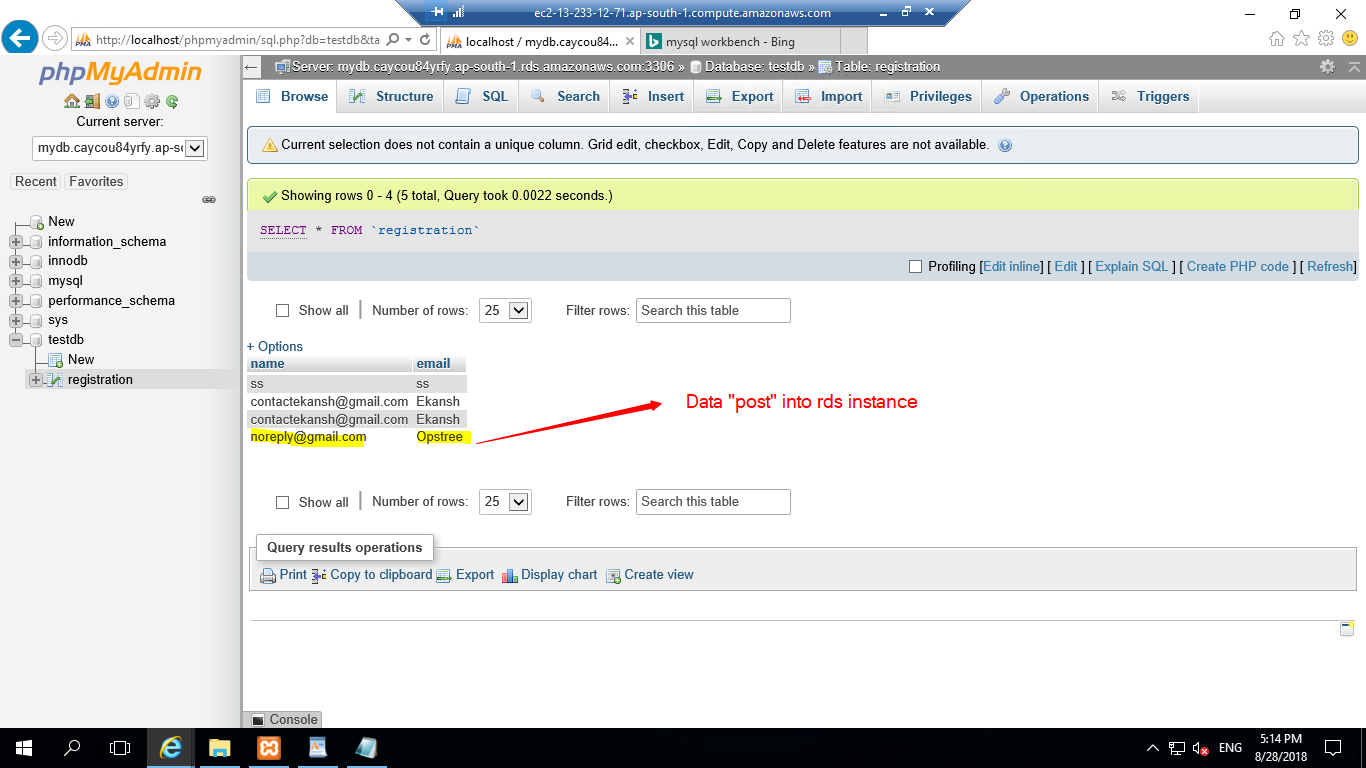 ec2-13-233-12-71.ap-south-1.compute.amazonaws.com
http://localhost/phpmyadmin/sql.php?db=testdb&ta
localhost / mydb.caycou84...
mysql workbench - Bing
phpMyAdmin
Current server:
mydb.caycou84yrfy.ap-so
Recent Favorites
New
information_schema
innodb
mysql
performance_schema
sys
testdb
New
registration
Server: mydb.caycou84yrfy.ap-south-1.rds.amazonaws.com:3306 » Database: testdb » Table: registration
Browse Structure SQL Search Insert Export Import Privileges Operations Triggers
Current selection does not contain a unique column. Grid edit, checkbox, Edit, Copy and Delete features are not available.
Showing rows 0 - 4 (5 total, Query took 0.0022 seconds.)
SELECT * FROM `registration`
Profiling [Edit inline] [ Edit ] [ Explain SQL ] [ Create PHP code ] [ Refresh]
Show all | Number of rows: 25 Filter rows: Search this table
+ Options
name email
ss ss
contactekansh@gmail.com Ekansh
contactekansh@gmail.com Ekansh
noreply@gmail.com Opstree
Data "post" into rds instance
Show all | Number of rows: 25 Filter rows: Search this table
Query results operations
Print Copy to clipboard Export Display chart Create view
Console
ENG
5:14 PM
8/28/2018